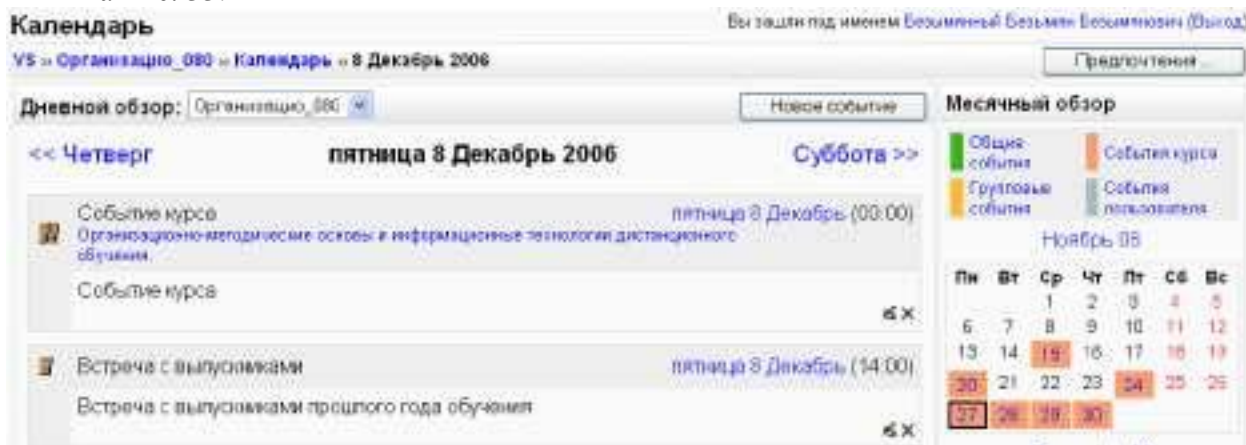 Календарь
Вы зашли под именем Безымянный Безымян Безымянович (Выход)
VS » Организацио_080 » Календарь » 8 Декабрь 2006
Предпочтения ...
Дневной обзор: Организацио_080
Новое событие
Месячный обзор
<< Четверг пятница 8 Декабрь 2006 Суббота >>
Общие события
События курса
Групповые события
События пользователя
Событие курса пятница 8 Декабрь (00:00)
Организационно-методические основы и информационные технологии дистанционного
обучения.
Событие курса
Встреча с выпускниками пятница 8 Декабрь (14:00)
Встреча с выпускниками прошлого года обучения
Ноябрь 06
Пн Вт Ср Чт Пт Сб Вс
1 2 3 4 5
6 7 8 9 10 11 12
13 14 15 16 17 18 19
20 21 22 23 24 25 26
27 28 29 30